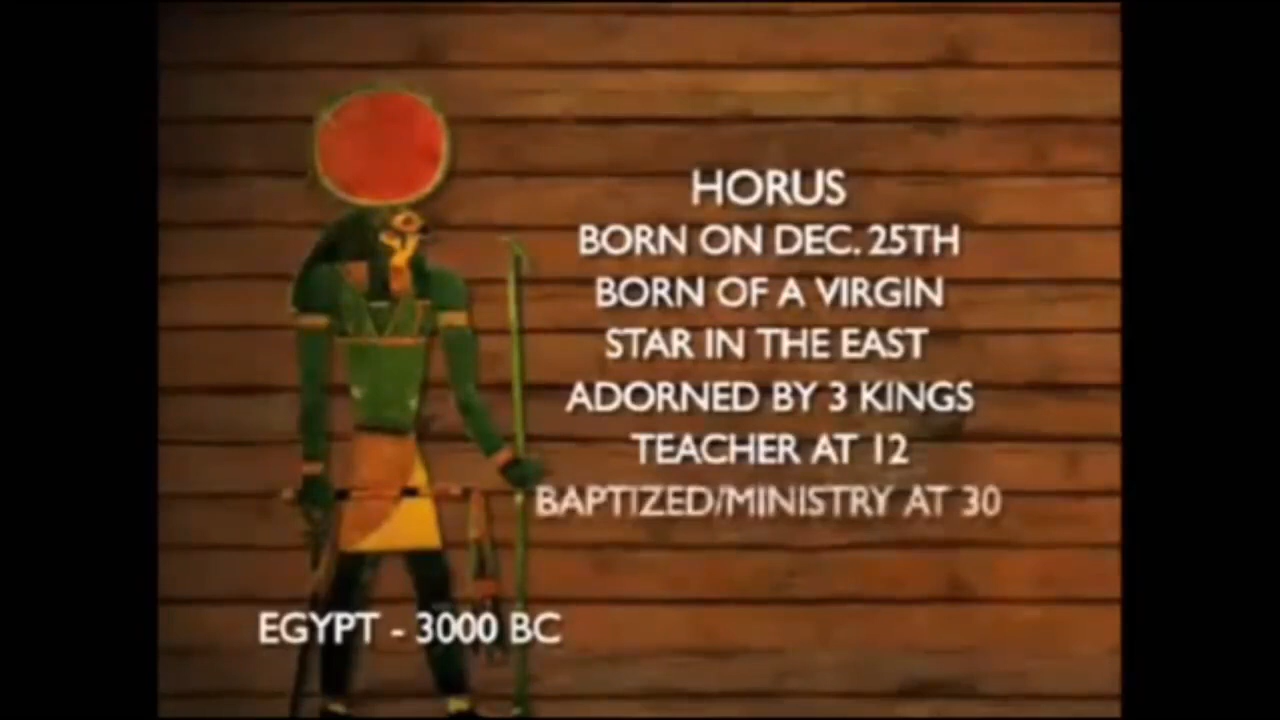 HORUS
BORN ON DEC. 25TH
BORN OF A VIRGIN
STAR IN THE EAST
ADORNED BY 3 KINGS
TEACHER AT 12
BAPTIZED/MINISTRY AT 30
EGYPT - 3000 BC